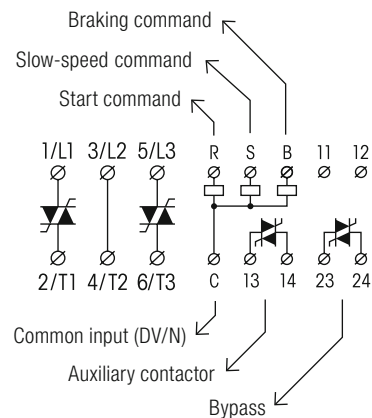 Braking command
Slow-speed command
Start command
1/L1 3/L2 5/L3 R S B 11 12
2/T1 4/T2 6/T3 C 13 14 23 24
Common input (DV/N)
Auxiliary contactor
Bypass